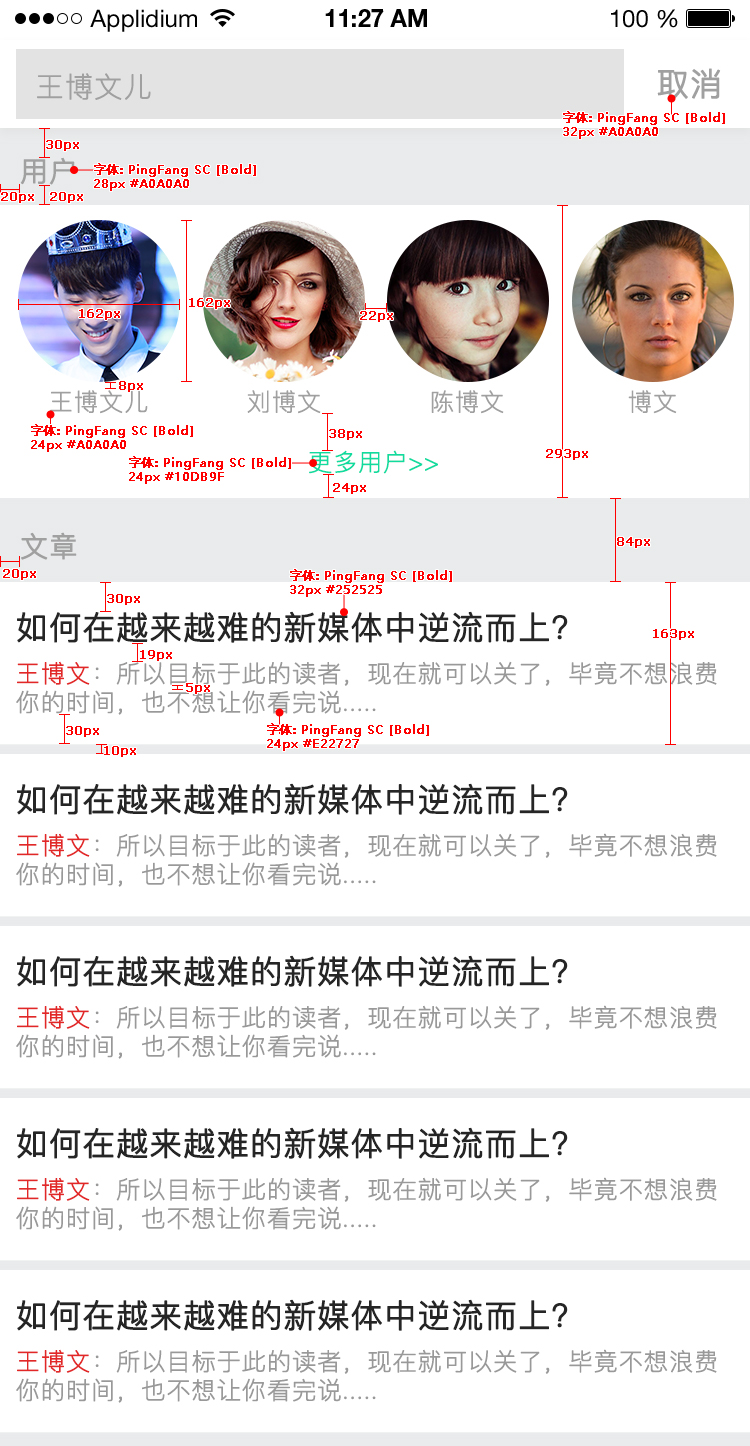 Applidium 11:27 AM 100 %
王博文儿 取消
字体: PingFang SC [Bold]
32px #A0A0A0
30px
用户
字体: PingFang SC [Bold]
28px #A0A0A0
20px 20px
162px 162px 22px
8px
王博文儿 刘博文 陈博文 博文
字体: PingFang SC [Bold]
24px #A0A0A0
38px
293px
更多用户>>
字体: PingFang SC [Bold]
24px #10DB9F
24px
文章
84px
20px
字体: PingFang SC [Bold]
32px #252525
30px
如何在越来越难的新媒体中逆流而上?
163px
19px
王博文：所以目标于此的读者，现在就可以关了，毕竟不想浪费
5px
你的时间，也不想让你看完说.....
30px
字体: PingFang SC [Bold]
24px #E22727
10px
如何在越来越难的新媒体中逆流而上?
王博文：所以目标于此的读者，现在就可以关了，毕竟不想浪费
你的时间，也不想让你看完说.....
如何在越来越难的新媒体中逆流而上?
王博文：所以目标于此的读者，现在就可以关了，毕竟不想浪费
你的时间，也不想让你看完说.....
如何在越来越难的新媒体中逆流而上?
王博文：所以目标于此的读者，现在就可以关了，毕竟不想浪费
你的时间，也不想让你看完说.....
如何在越来越难的新媒体中逆流而上?
王博文：所以目标于此的读者，现在就可以关了，毕竟不想浪费
你的时间，也不想让你看完说.....